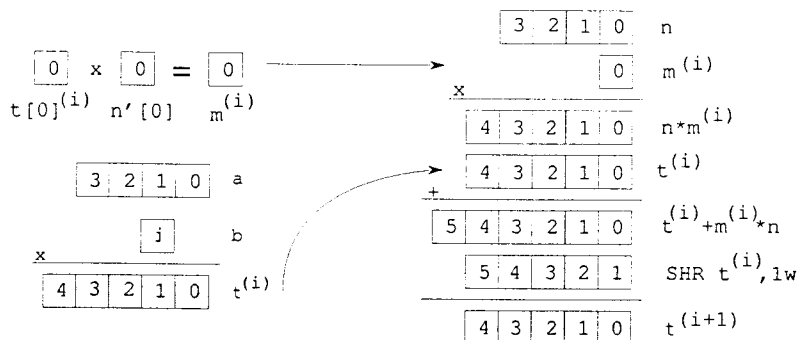 0 x 0 = 0
t[0]^(i) n'[0] m^(i)
3 2 1 0 a
j b
x
4 3 2 1 0 t^(i)
3 2 1 0 n
0 m^(i)
x
4 3 2 1 0 n*m^(i)
4 3 2 1 0 t^(i)
+
5 4 3 2 1 0 t^(i)+m^(i)*n
5 4 3 2 1 SHR t^(i),1w
4 3 2 1 0 t^(i+1)